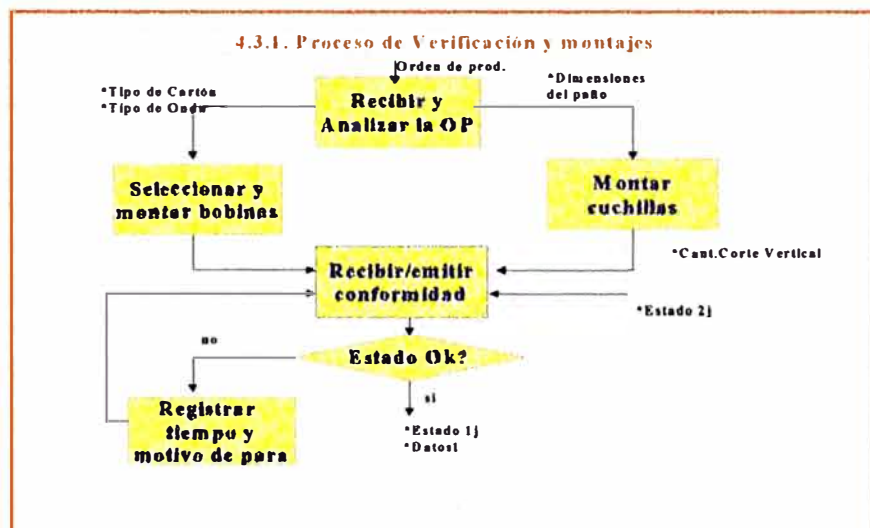 4.3.1. Proceso de Verificación y montajes
Orden de prod.
*Tipo de Cartón
*Tipo de Onda
*Dimensiones
del paño
Recibir y
Analizar la OP
Seleccionar y
montar bobinas
Montar
cuchillas
*Cant.Corte Vertical
Recibir/emitir
conformidad
*Estado 2j
no
Estado Ok?
si
Registrar
tiempo y
motivo de para
*Estado 1j
*Datos1